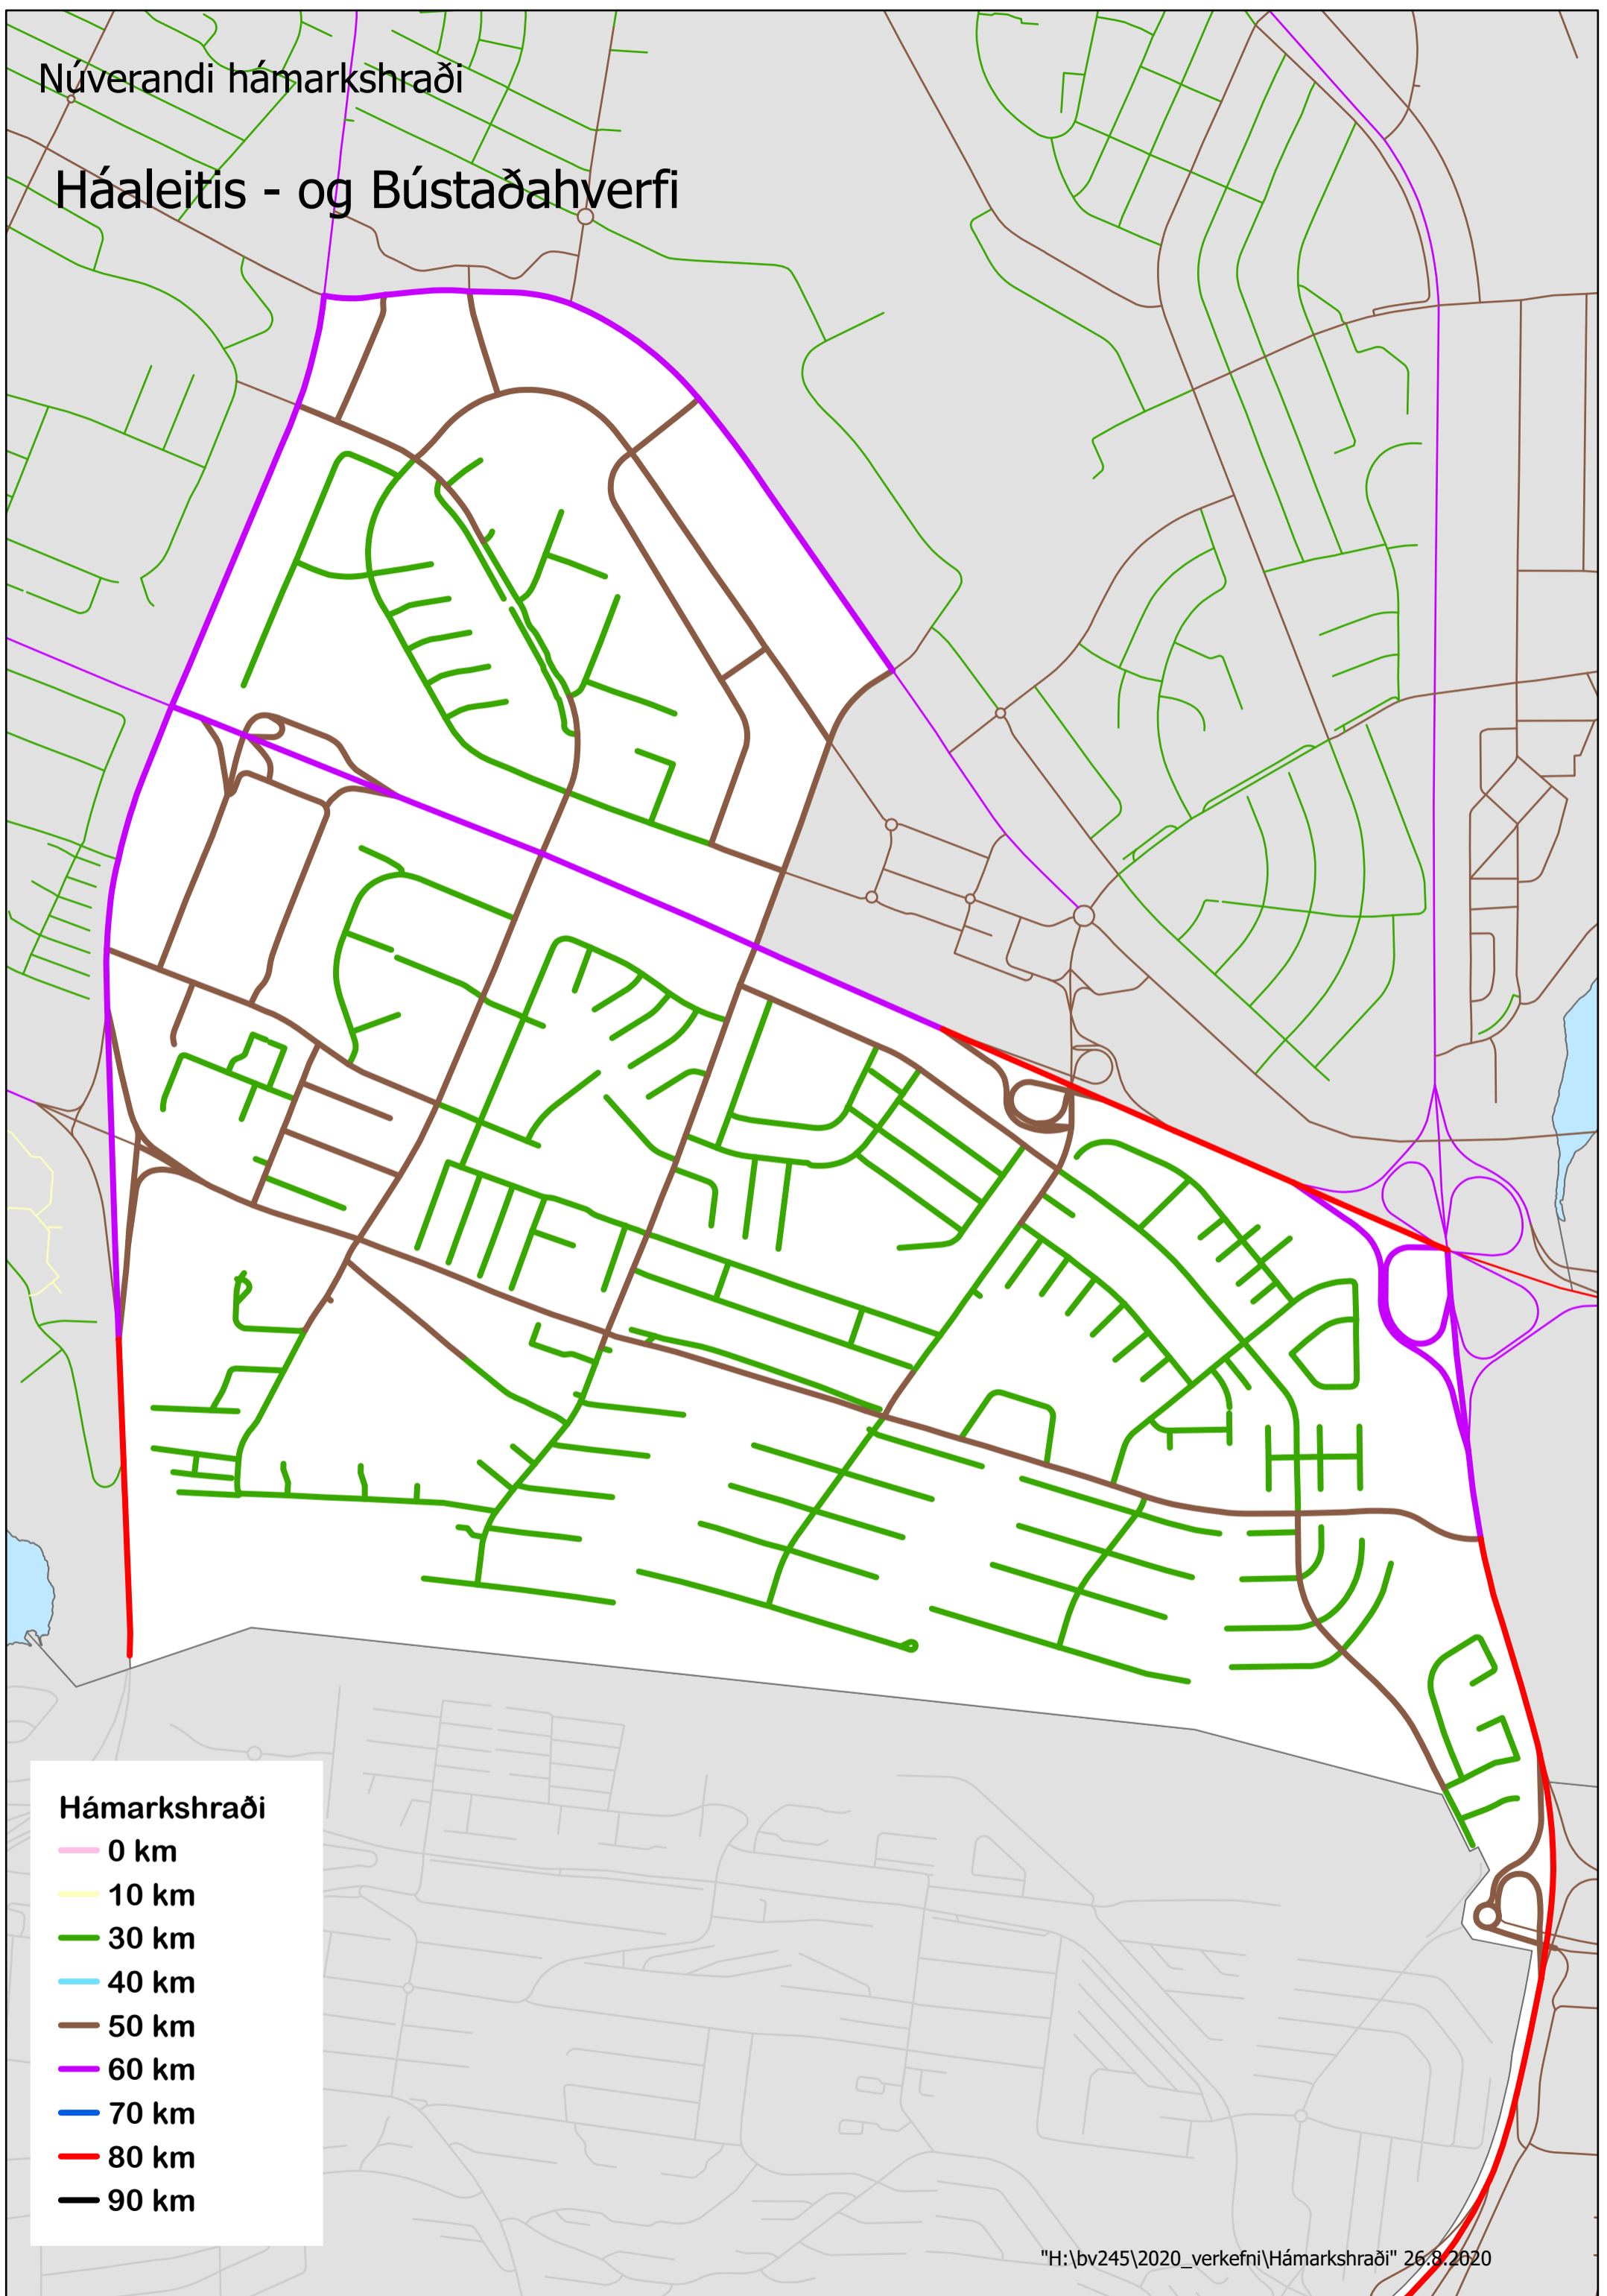 Núverandi hámarkshraði
Háaleitis - og Bústaðahverfi
Hámarkshraði
0 km
10 km
30 km
40 km
50 km
60 km
70 km
80 km
90 km
"H:\bv245\2020_verkefni\Hámarkshraði" 26.8.2020